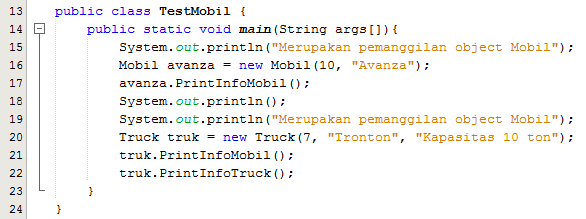 13 public class TestMobil {
14 public static void main(String args[]){
15 System.out.println("Merupakan pemanggilan object Mobil");
16 Mobil avanza = new Mobil(10, "Avanza");
17 avanza.PrintInfoMobil();
18 System.out.println();
19 System.out.println("Merupakan pemanggilan object Mobil");
20 Truck truk = new Truck(7, "Tronton", "Kapasitas 10 ton");
21 truk.PrintInfoMobil();
22 truk.PrintInfoTruck();
23 }
24 }